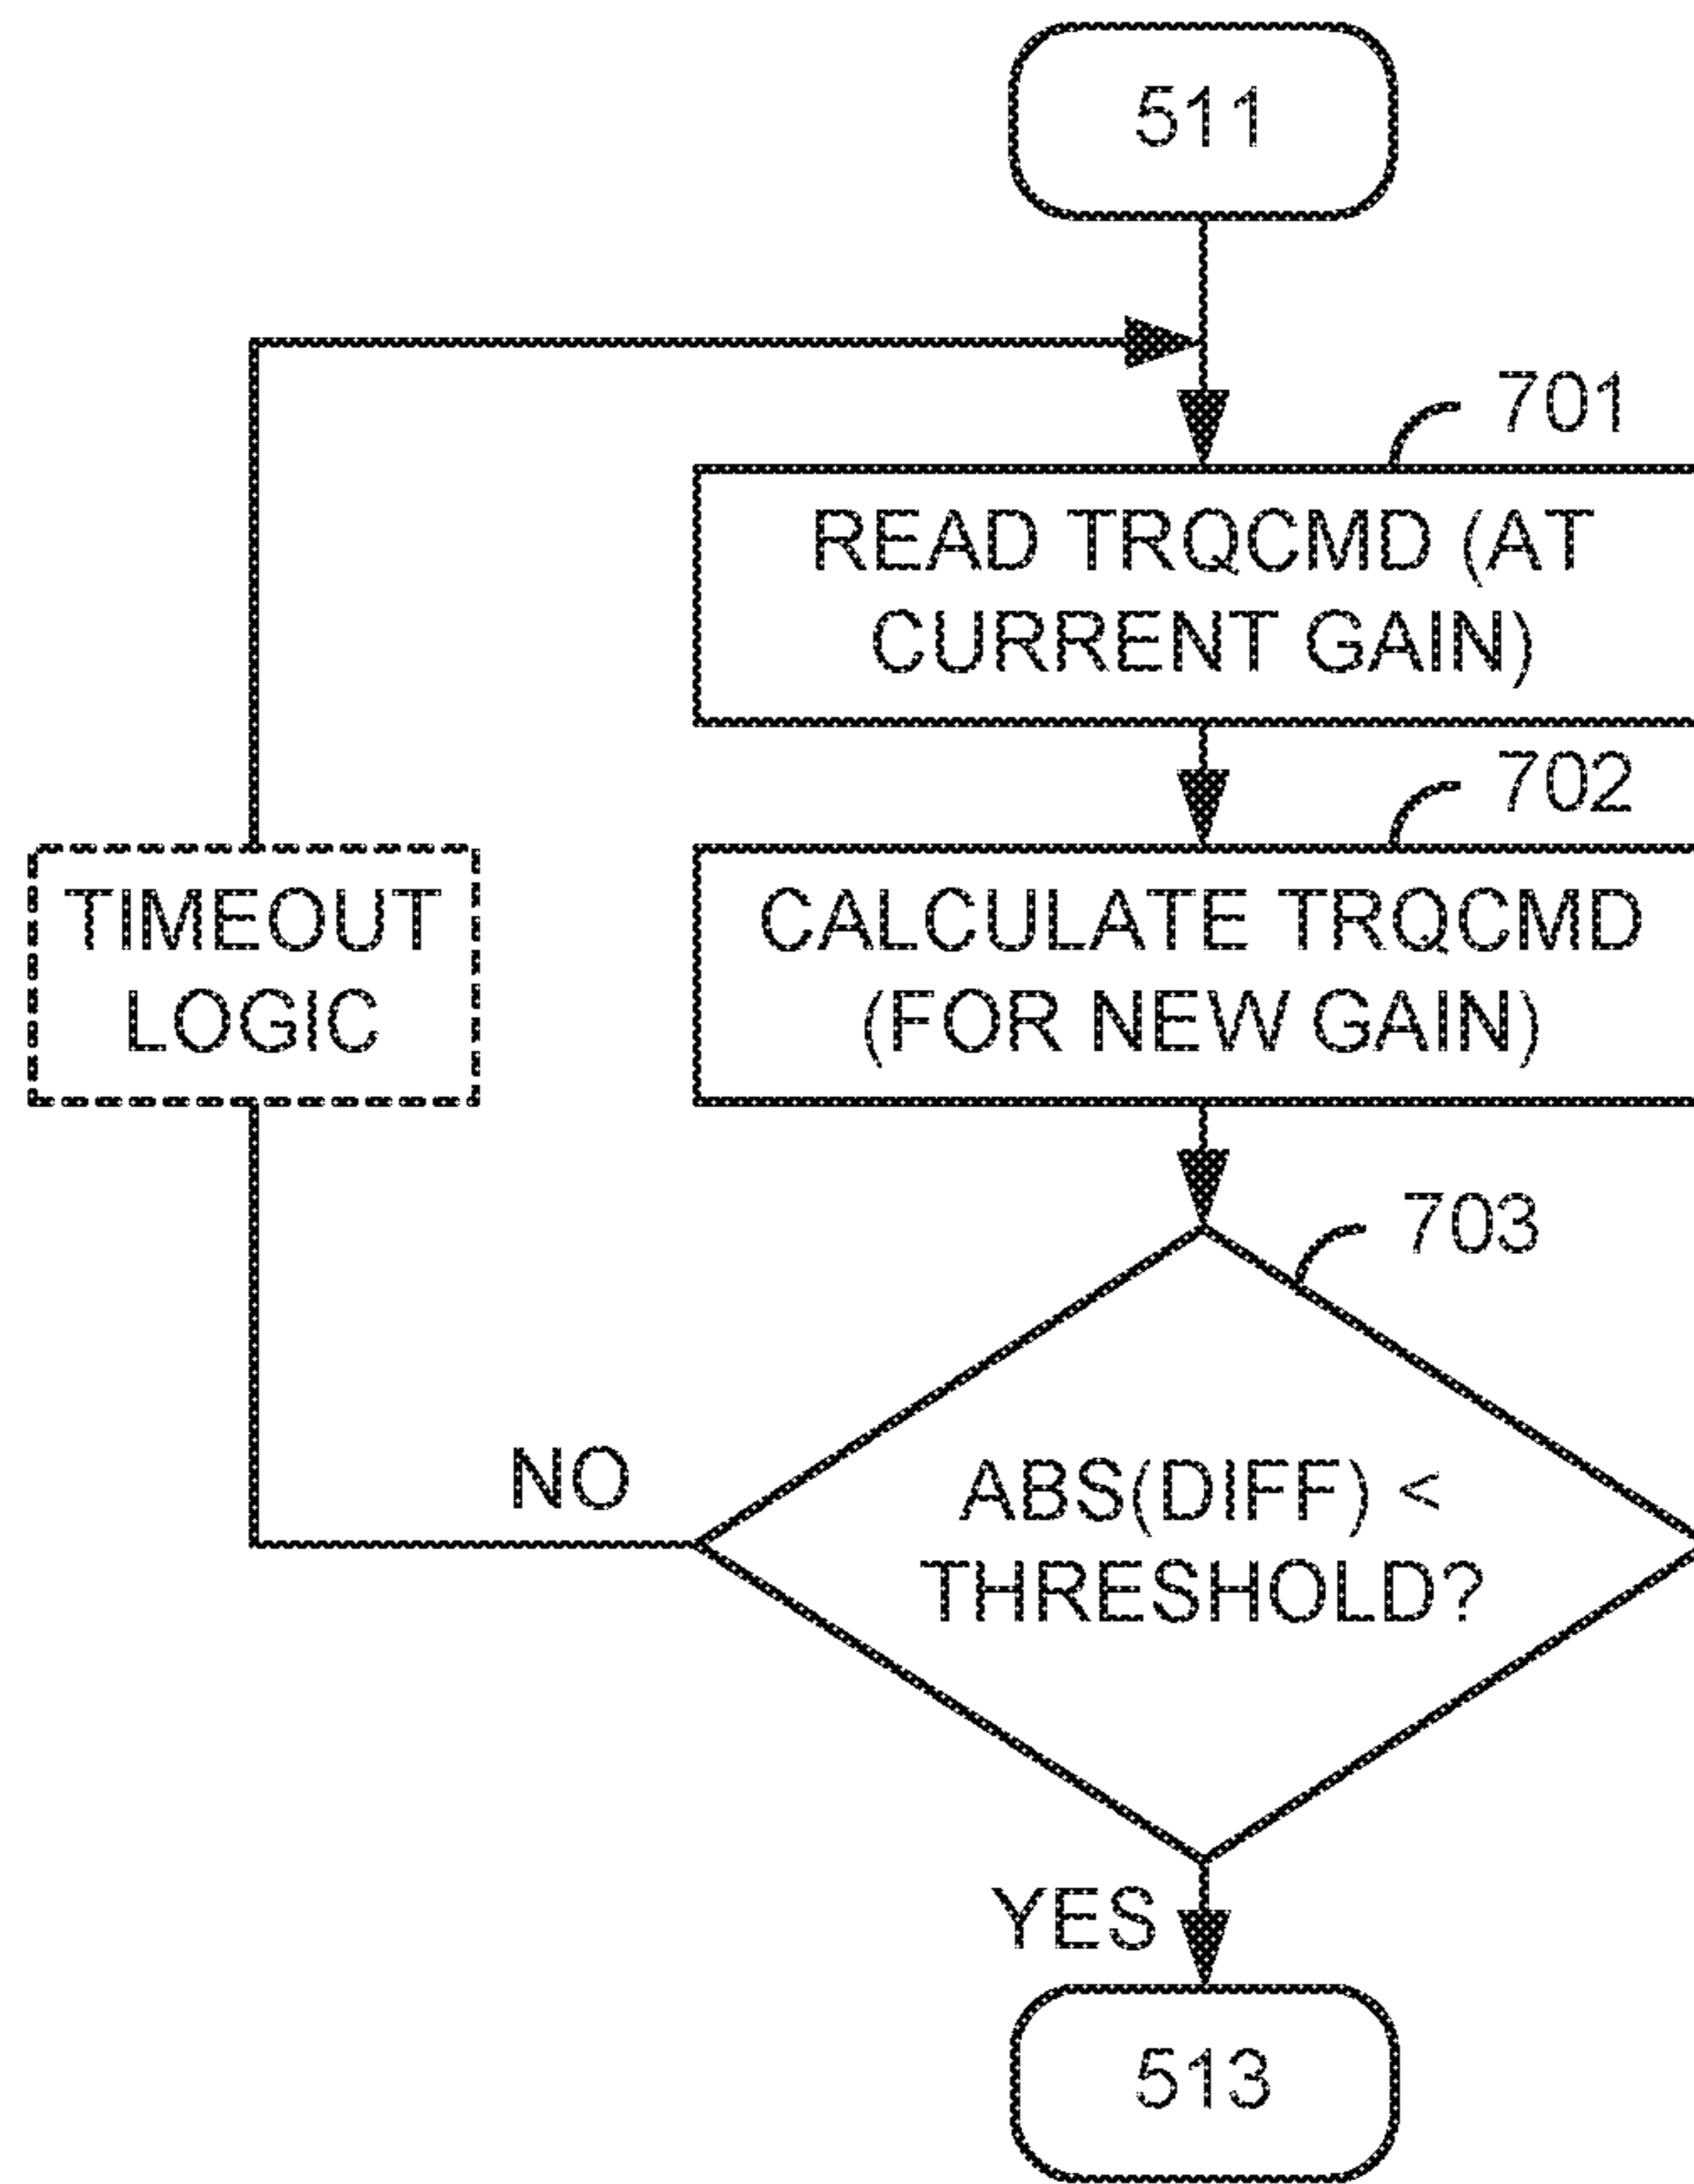 511
701
READ TRQCMD (AT
CURRENT GAIN)
702
CALCULATE TRQCMD
(FOR NEW GAIN)
TIMEOUT
LOGIC
703
ABS(DIFF) <
THRESHOLD?
NO
YES
513